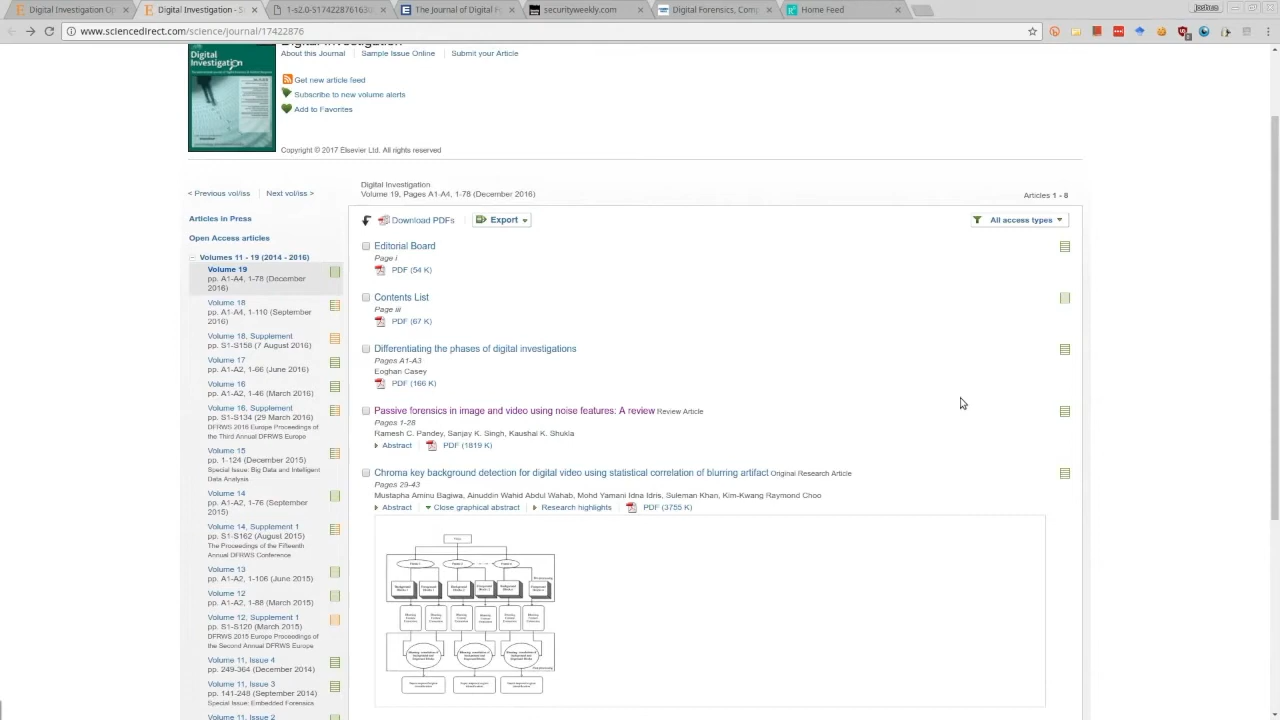 Digital Investigation - Op
Digital Investigation - S
1-s2.0-S17422876163
The Journal of Digital Fo
securityweekly.com
Digital Forensics, Comp
Home Feed
www.sciencedirect.com/science/journal/17422876
Digital Investigation
Digital
Investigation
About this Journal
Sample Issue Online
Submit your Article
Get new article feed
Subscribe to new volume alerts
Add to Favorites
Copyright © 2017 Elsevier Ltd. All rights reserved
< Previous vol/iss
Next vol/iss >
Digital Investigation
Volume 19, Pages A1-A4, 1-78 (December 2016)
Articles 1 - 8
Articles in Press
Open Access articles
Volumes 11 - 19 (2014 - 2016)
Volume 19
pp. A1-A4, 1-78 (December
2016)
Volume 18
pp. A1-A4, 1-110 (September
2016)
Volume 18, Supplement
pp. S1-S158 (7 August 2016)
Volume 17
pp. A1-A2, 1-66 (June 2016)
Volume 16
pp. A1-A2, 1-46 (March 2016)
Volume 16, Supplement
pp. S1-S134 (29 March 2016)
DFRWS 2016 Europe Proceedings of
the Third Annual DFRWS Europe
Volume 15
pp. 1-124 (December 2015)
Special Issue: Big Data and Intelligent
Data Analysis
Volume 14
pp. A1-A2, 1-76 (September
2015)
Volume 14, Supplement 1
pp. S1-S162 (August 2015)
The Proceedings of the Fifteenth
Annual DFRWS Conference
Volume 13
pp. A1-A2, 1-106 (June 2015)
Volume 12
pp. A1-A2, 1-88 (March 2015)
Volume 12, Supplement 1
pp. S1-S120 (March 2015)
DFRWS 2015 Europe Proceedings of
the Second Annual DFRWS Europe
Volume 11, Issue 4
pp. 249-364 (December 2014)
Volume 11, Issue 3
pp. 141-248 (September 2014)
Special Issue: Embedded Forensics
Volume 11, Issue 2
Download PDFs
Export
All access types
Editorial Board
Page i
PDF (54 K)
Contents List
Page iii
PDF (67 K)
Differentiating the phases of digital investigations
Pages A1-A3
Eoghan Casey
PDF (166 K)
Passive forensics in image and video using noise features: A review Review Article
Pages 1-28
Ramesh C. Pandey, Sanjay K. Singh, Kaushal K. Shukla
Abstract
PDF (1819 K)
Chroma key background detection for digital video using statistical correlation of blurring artifact Original Research Article
Pages 29-43
Mustapha Aminu Bagiwa, Ainuddin Wahid Abdul Wahab, Mohd Yamani Idna Idris, Suleman Khan, Kim-Kwang Raymond Choo
Abstract
Close graphical abstract
Research highlights
PDF (3755 K)